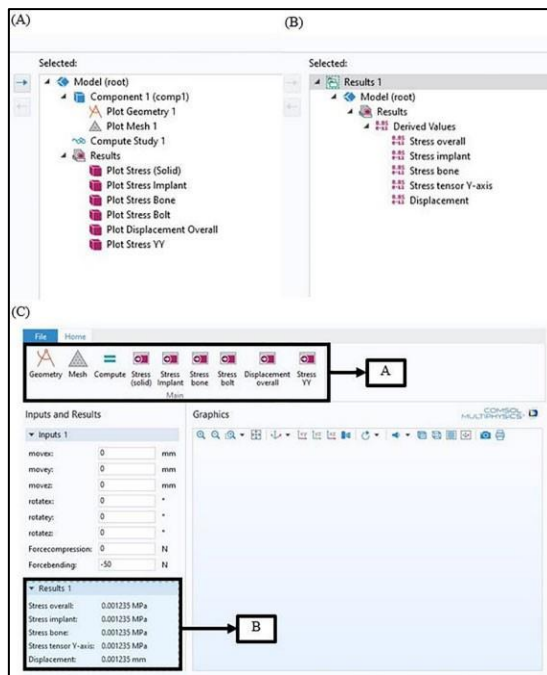 (A)
(B)
Selected:
Model (root)
Component 1 (comp1)
Plot Geometry 1
Plot Mesh 1
Compute Study 1
Results
Plot Stress (Solid)
Plot Stress Implant
Plot Stress Bone
Plot Stress Bolt
Plot Displacement Overall
Plot Stress YY
Selected:
Results 1
Model (root)
Results
Derived Values
Stress overall
Stress implant
Stress bone
Stress tensor Y-axis
Displacement
(C)
File Home
Geometry Mesh Compute Stress (solid) Stress Implant Stress bone Stress bolt Displacement overall Stress YY
Main
A
Inputs and Results
Inputs 1
movex: 0 mm
movey: 0 mm
movez: 0 mm
rotatex: 0 °
rotatey: 0 °
rotatez: 0 °
Forcecompression: 0 N
Forcebending: -50 N
Results 1
Stress overall: 0.001235 MPa
Stress implant: 0.001235 MPa
Stress bone: 0.001235 MPa
Stress tensor Y-axis: 0.001235 MPa
Displacement: 0.001235 mm
B
Graphics
COMSOL
MULTIPHYSICS